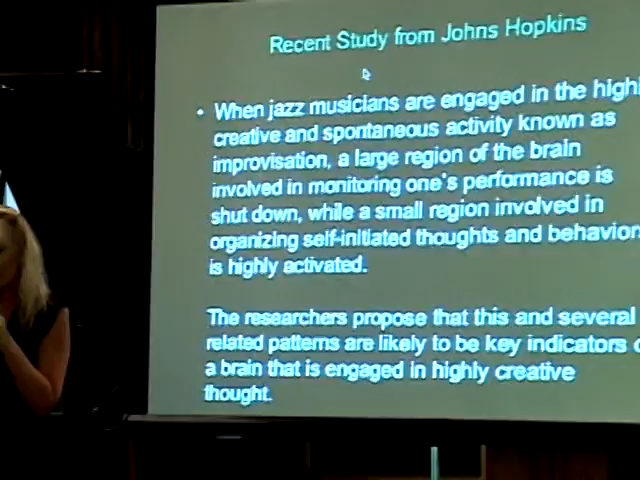 Recent Study from Johns Hopkins
• When jazz musicians are engaged in the
creative and spontaneous activity known as
improvisation, a large region of the brain
involved in monitoring one's performance is
shut down, while a small region involved in
organizing self-initiated thoughts and
is highly activated.
The researchers propose that this and several
related patterns are likely to be key indicators
a brain that is engaged in highly creative
thought.